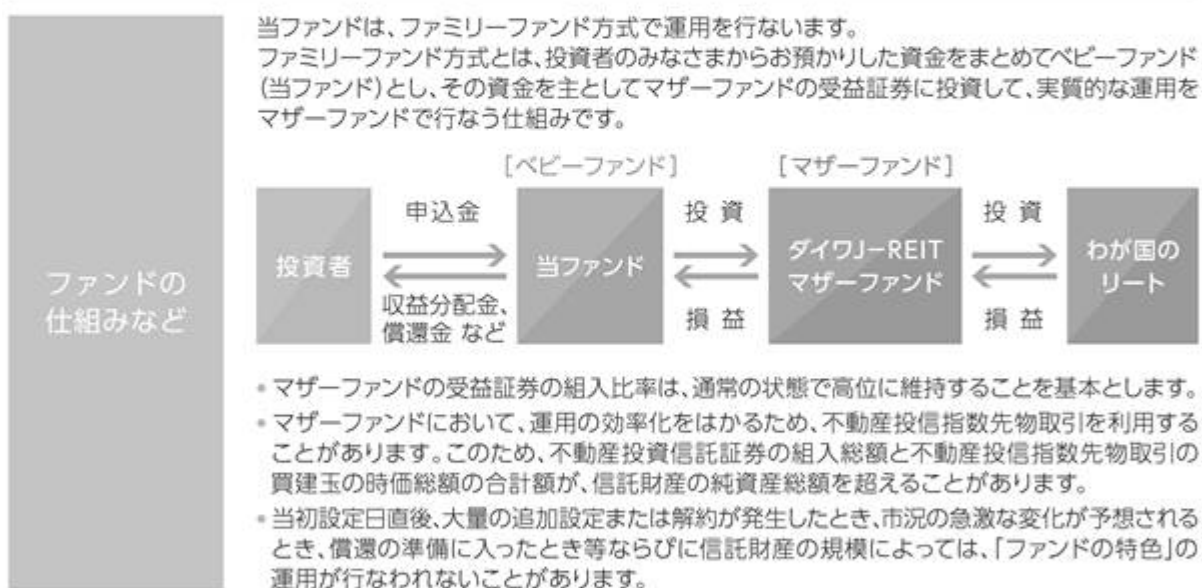 当ファンドは、ファミリーファンド方式で運用を行ないます。
ファミリーファンド方式とは、投資者のみなさまからお預かりした資金をまとめてベビーファンド
(当ファンド)とし、その資金を主としてマザーファンドの受益証券に投資して、実質的な運用を
マザーファンドで行なう仕組みです。
ファンドの
仕組みなど
[ベビーファンド]
[マザーファンド]
投資者
申込金
収益分配金、
償還金 など
当ファンド
投 資
損 益
ダイワJーREIT
マザーファンド
投 資
損 益
わが国の
リート
• マザーファンドの受益証券の組入比率は、通常の状態で高位に維持することを基本とします。
• マザーファンドにおいて、運用の効率化をはかるため、不動産投信指数先物取引を利用する
ことがあります。このため、不動産投資信託証券の組入総額と不動産投信指数先物取引の
買建玉の時価総額の合計額が、信託財産の純資産総額を超えることがあります。
• 当初設定日直後、大量の追加設定または解約が発生したとき、市況の急激な変化が予想される
とき、償還の準備に入ったとき等ならびに信託財産の規模によっては、「ファンドの特色」の
運用が行なわれないことがあります。